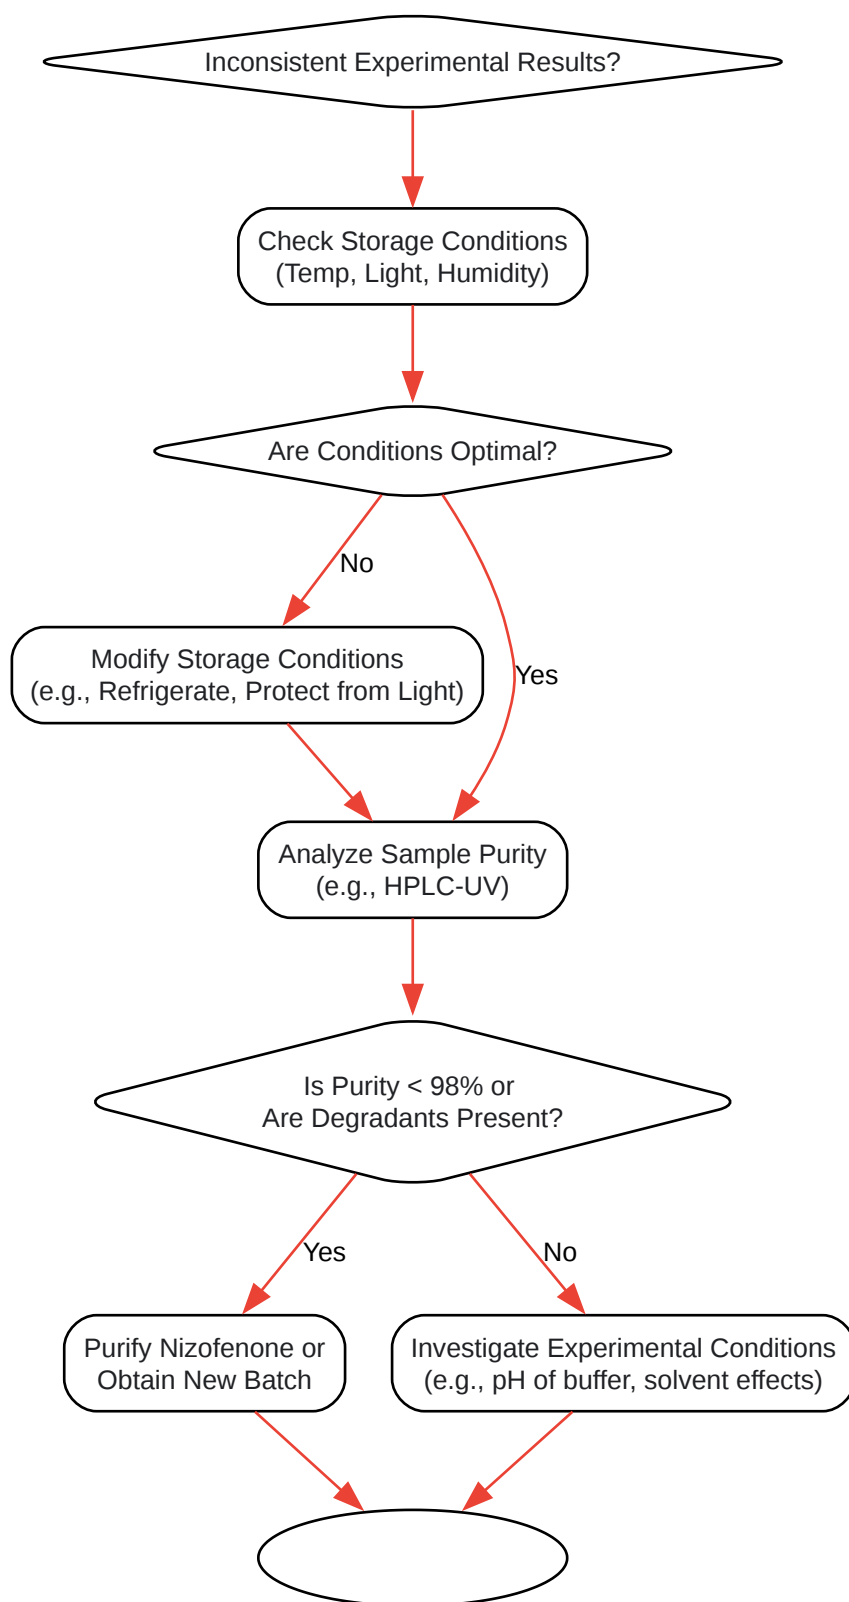 Inconsistent Experimental Results?
Check Storage Conditions
(Temp, Light, Humidity)
Are Conditions Optimal?
No
Modify Storage Conditions
(e.g., Refrigerate, Protect from Light)
Yes
Analyze Sample Purity
(e.g., HPLC-UV)
Is Purity < 98% or
Are Degradants Present?
Yes
No
Purify Nizofenone or
Obtain New Batch
Investigate Experimental Conditions
(e.g., pH of buffer, solvent effects)